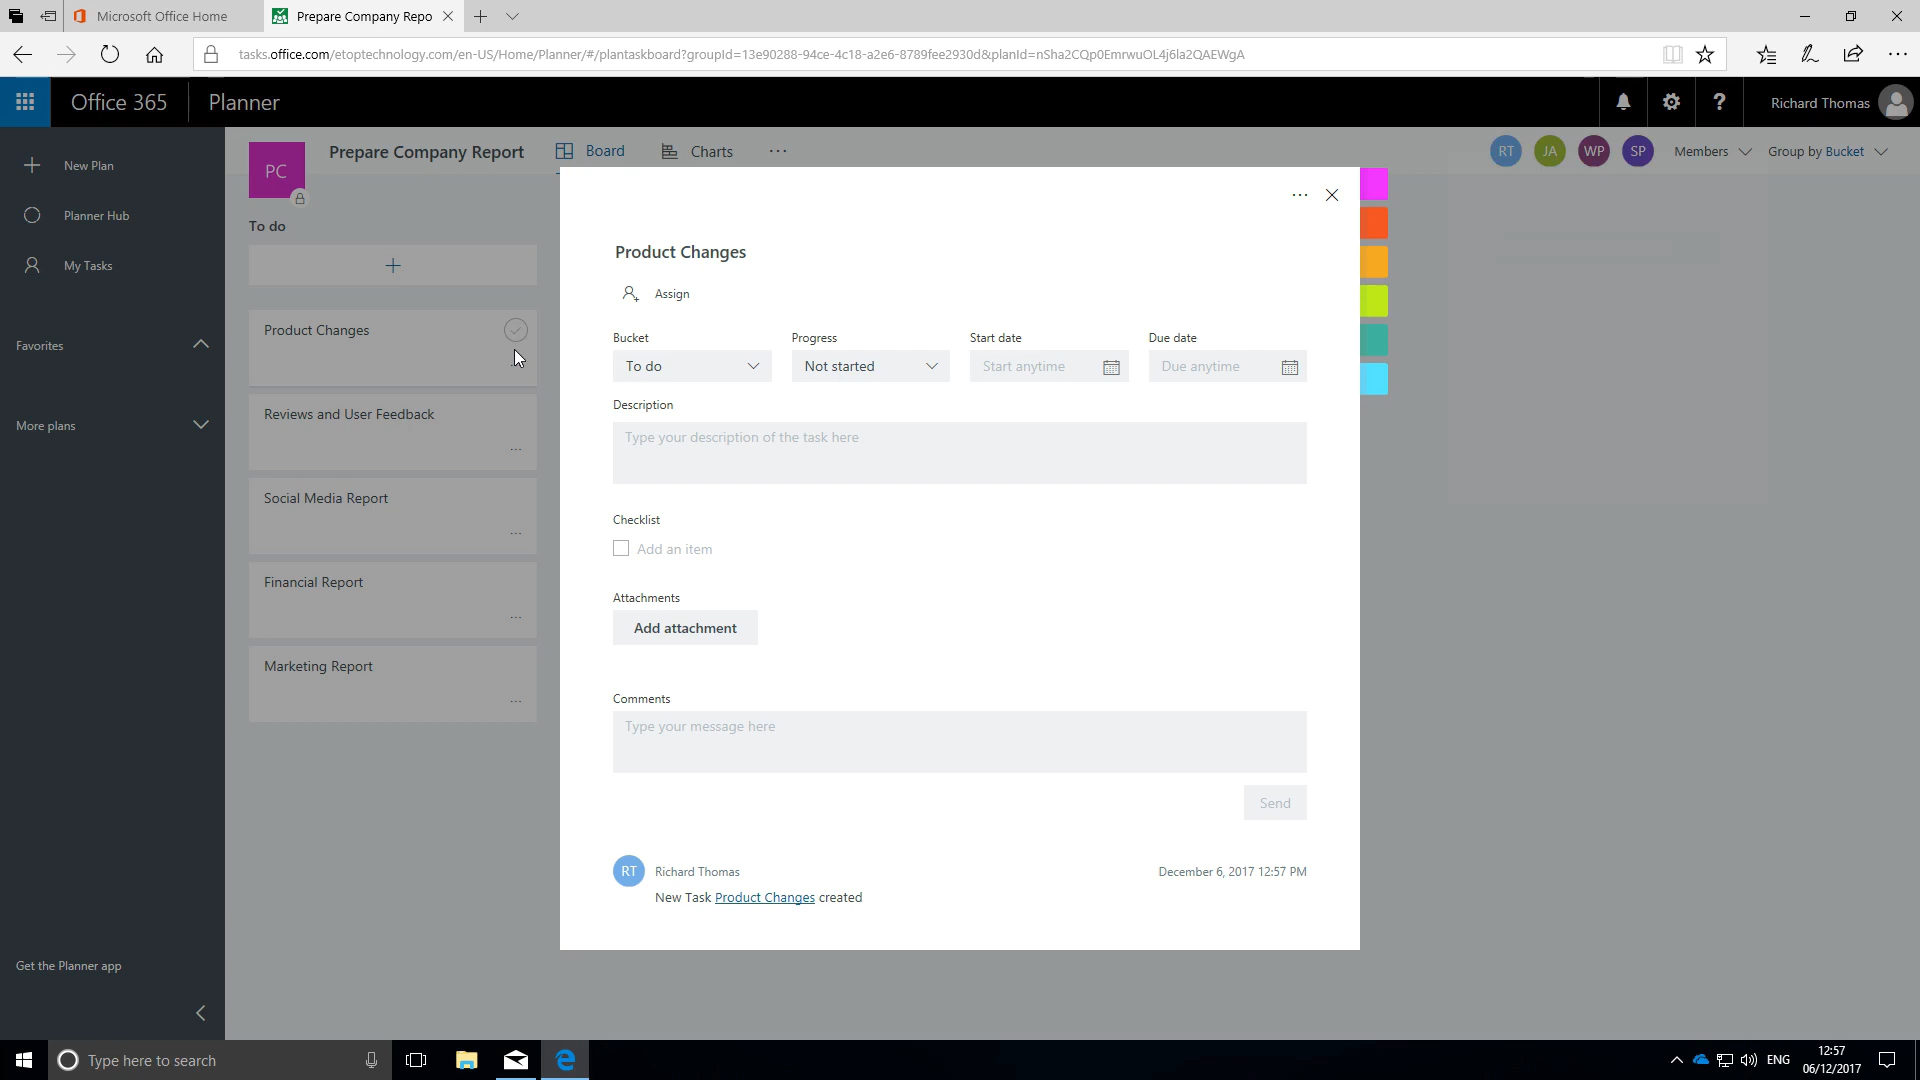 Microsoft Office Home
Prepare Company Repo
tasks.office.com/etoptechnology.com/en-US/Home/Planner/#/plantaskboard?groupId=13e90288-94ce-4c18-a2e6-8789fee2930d&planId=nSha2CQp0EmrwuOL4j6la2QAEWgA
Office 365
Planner
?
Richard Thomas
New Plan
Planner Hub
My Tasks
Favorites
More plans
Get the Planner app
PC
Prepare Company Report
Board
Charts
RT
JA
WP
SP
Members
Group by Bucket
To do
Product Changes
Reviews and User Feedback
Social Media Report
Financial Report
Marketing Report
Product Changes
Assign
Bucket
Progress
Start date
Due date
To do
Not started
Start anytime
Due anytime
Description
Type your description of the task here
Checklist
Add an item
Attachments
Add attachment
Comments
Type your message here
Send
RT
Richard Thomas
December 6, 2017 12:57 PM
New Task Product Changes created
Type here to search
ENG
12:57
06/12/2017